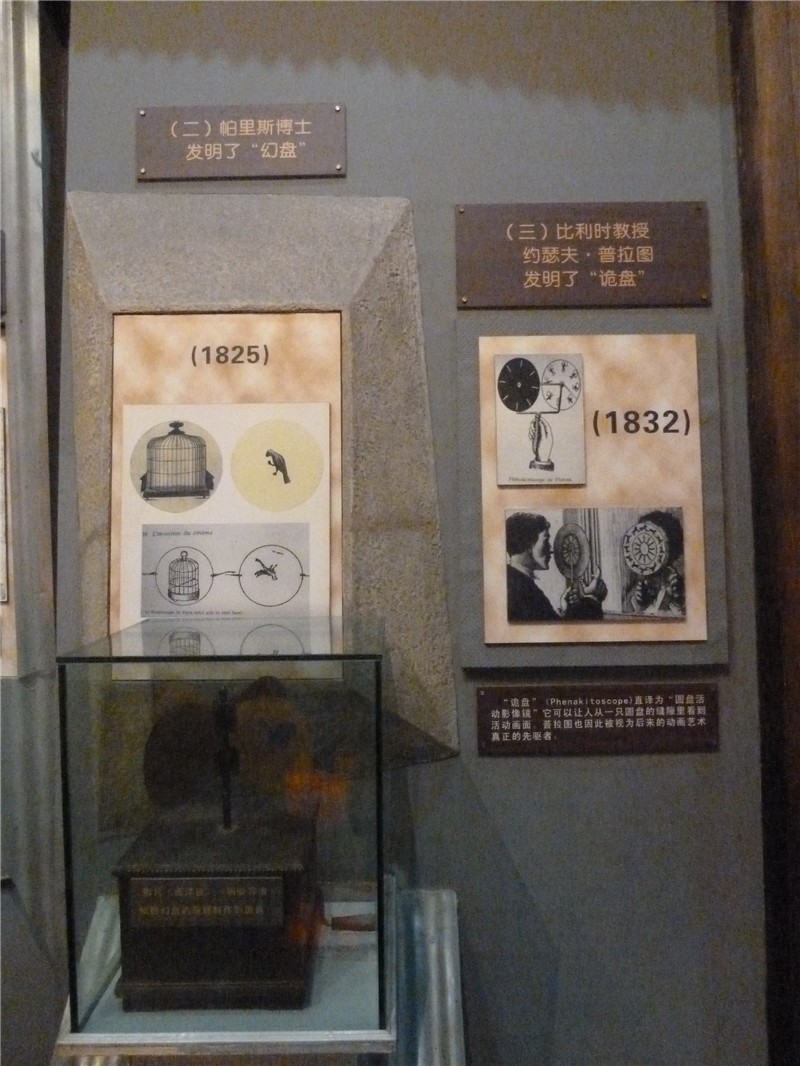 （二）帕里斯博士
发明了“幻盘”
(1825)
L'invention du cinéma
（三）比利时教授
约瑟夫·普拉图
发明了“诡盘”
(1832)
“诡盘”（Phenakitoscope)直译为“圆盘活
动影像镜”它可以让人从一只圆盘的缝隙里看到
活动画面。普拉图也因此被视为后来的动画艺术
真正的先驱者。